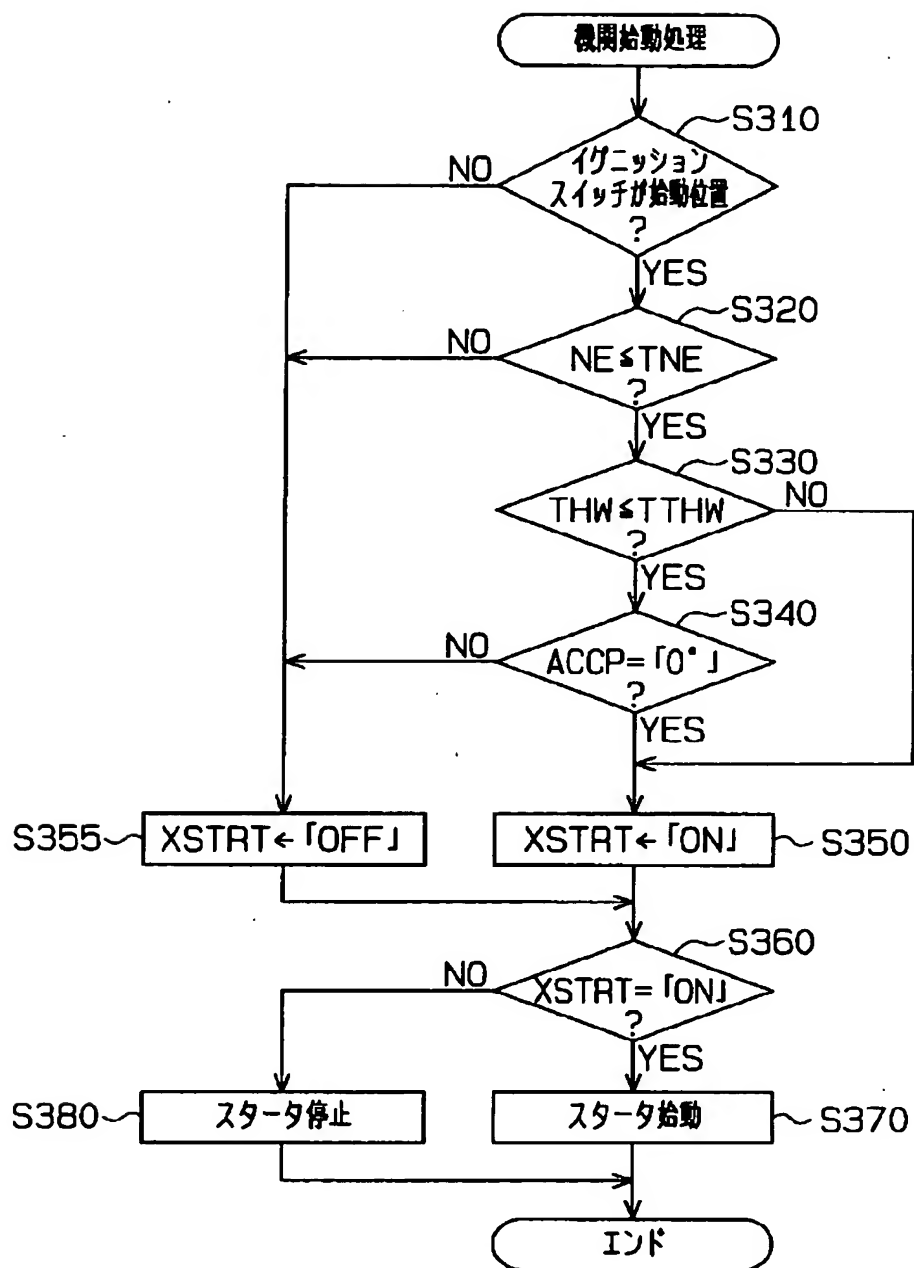 機関始動処理
S310
イグニッション
スイッチが始動位置
?
NO
YES
S320
NE≦TNE
?
NO
YES
S330
THW≦TTHW
?
NO
YES
S340
ACCP=「0°」
?
NO
YES
S355
XSTRT←「OFF」
XSTRT←「ON」
S350
S360
XSTRT=「ON」
?
NO
YES
S380
スタータ停止
スタータ始動
S370
エンド